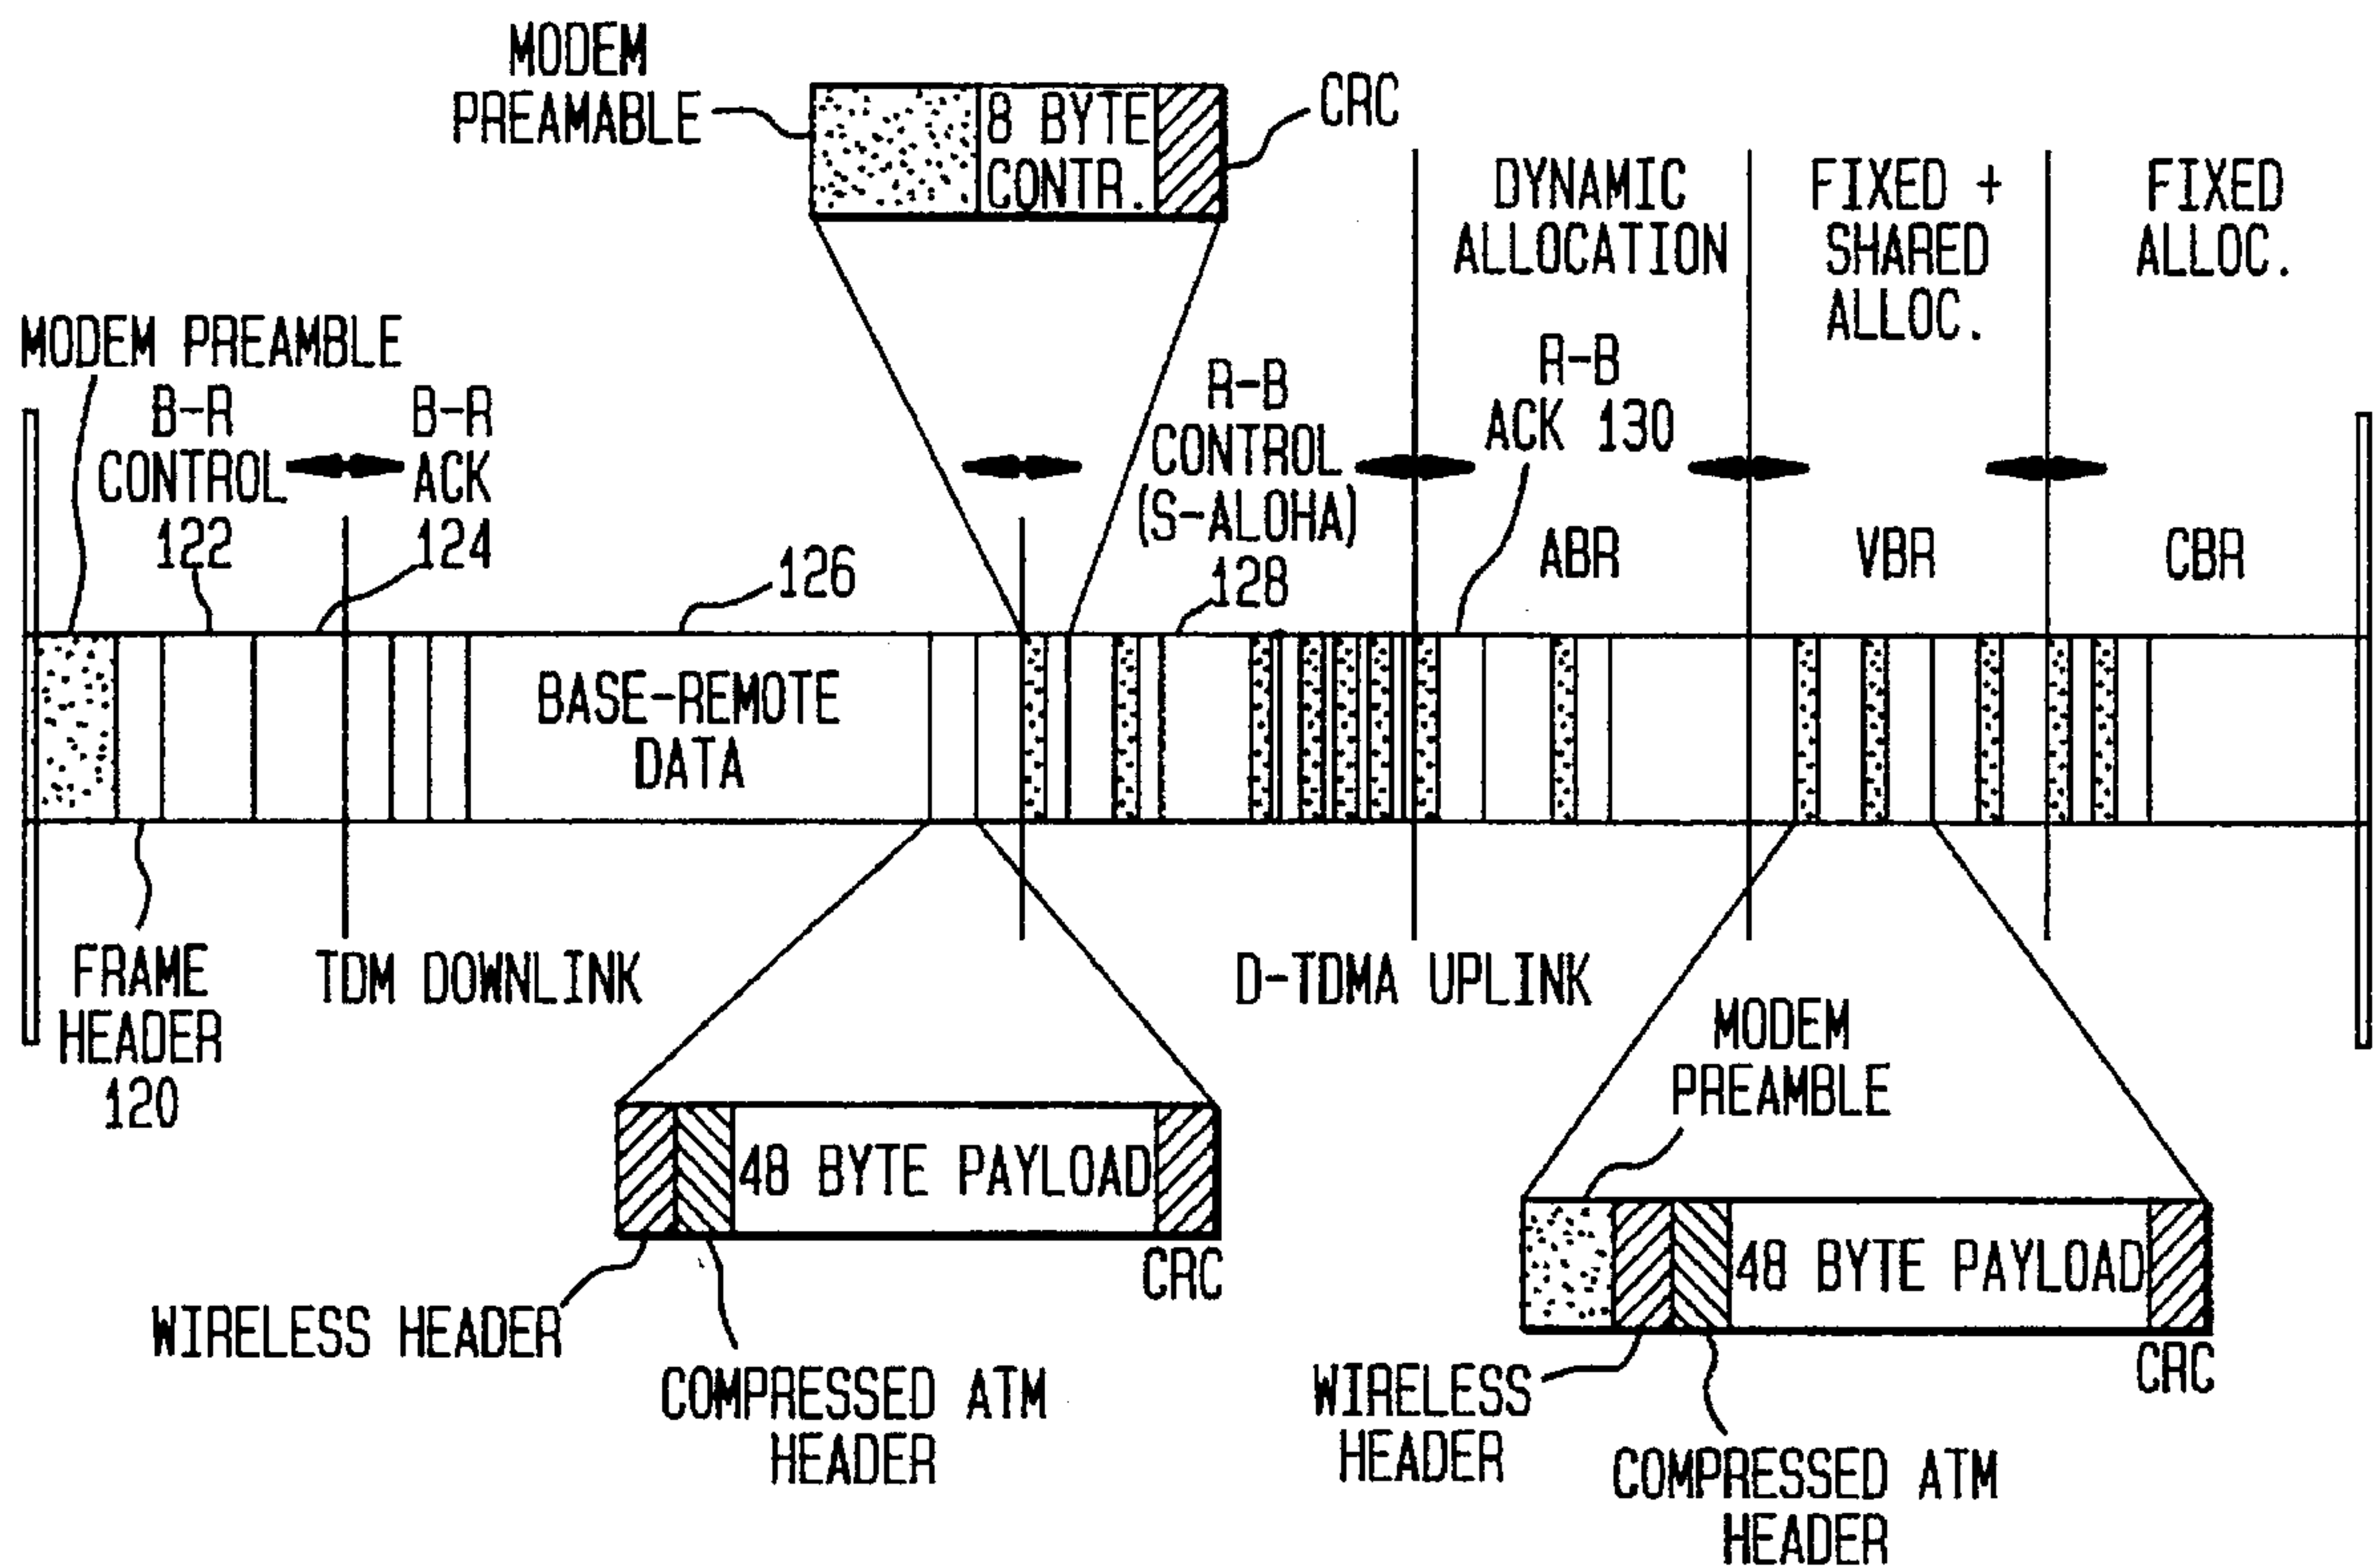 MODEM
PREAMABLE
8 BYTE
CONTR.
CRC
DYNAMIC
ALLOCATION
FIXED +
SHARED
ALLOC.
FIXED
ALLOC.
MODEM PREAMBLE
B-R
CONTROL
122
B-R
ACK
124
126
R-B
CONTROL
(S-ALOHA)
128
R-B
ACK 130
ABR
VBR
CBR
BASE-REMOTE
DATA
FRAME
HEADER
120
TDM DOWNLINK
D-TDMA UPLINK
48 BYTE PAYLOAD
CRC
WIRELESS HEADER
COMPRESSED ATM
HEADER
MODEM
PREAMBLE
48 BYTE PAYLOAD
CRC
WIRELESS
HEADER
COMPRESSED ATM
HEADER